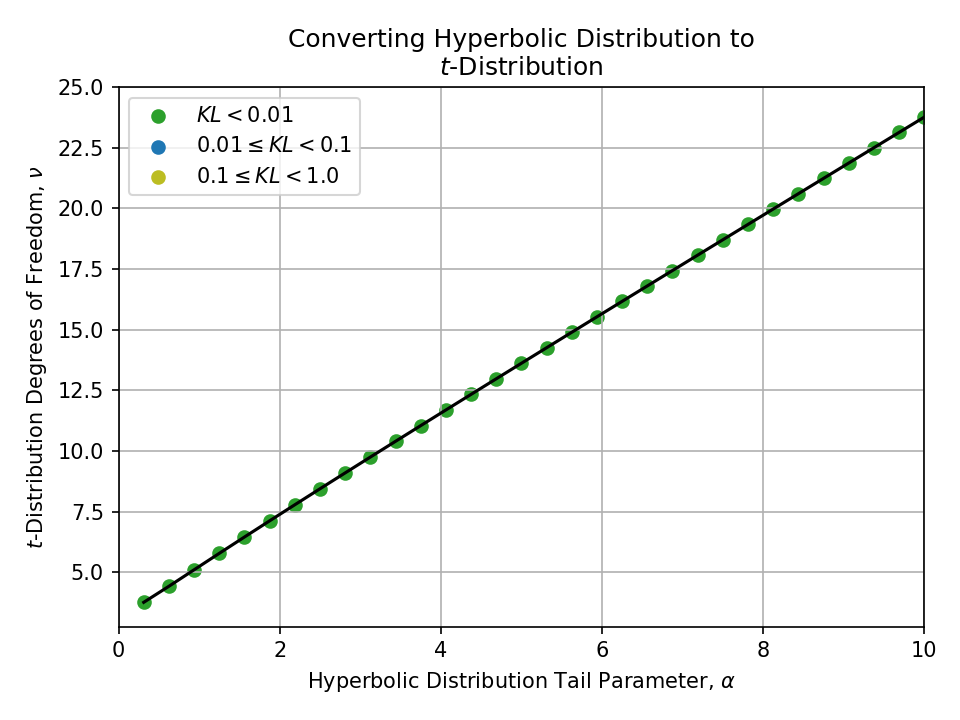 Converting Hyperbolic Distribution to
t-Distribution
KL < 0.01
0.01 ≤ KL < 0.1
0.1 ≤ KL < 1.0
t-Distribution Degrees of Freedom, ν
25.0
22.5
20.0
17.5
15.0
12.5
10.0
7.5
5.0
0 2 4 6 8 10
Hyperbolic Distribution Tail Parameter, α